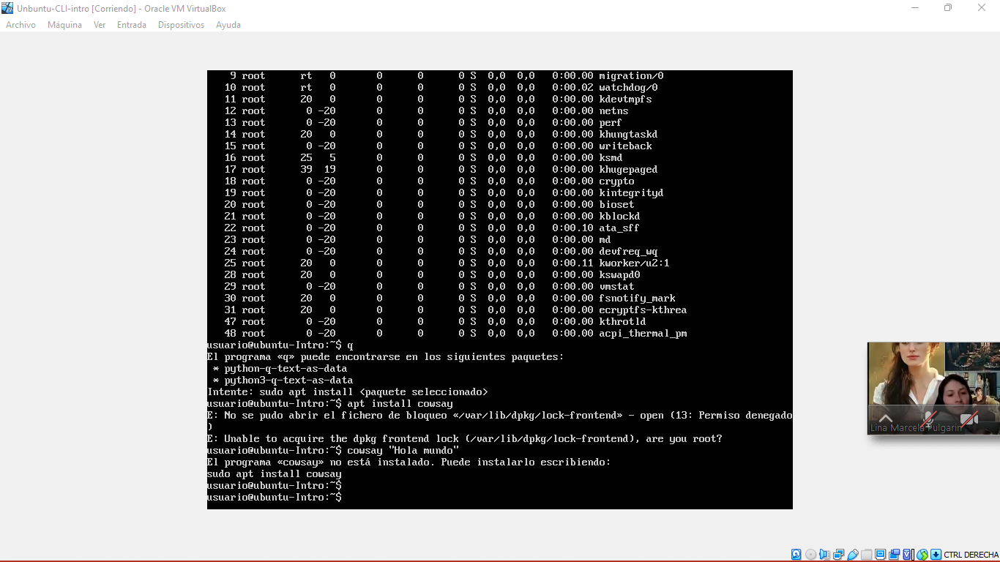 Unbuntu-CLI-intro [Corriendo] - Oracle VM VirtualBox
Archivo Máquina Ver Entrada Dispositivos Ayuda
9 root rt 0 0 0 0 S 0,0 0,0 0:00.00 migration/0
10 root rt 0 0 0 0 S 0,0 0,0 0:00.02 watchdog/0
11 root 20 0 0 0 0 S 0,0 0,0 0:00.00 kdevtmpfs
12 root 0 -20 0 0 0 S 0,0 0,0 0:00.00 netns
13 root 0 -20 0 0 0 S 0,0 0,0 0:00.00 perf
14 root 20 0 0 0 0 S 0,0 0,0 0:00.00 khungtaskd
15 root 0 -20 0 0 0 S 0,0 0,0 0:00.00 writeback
16 root 25 5 0 0 0 S 0,0 0,0 0:00.00 ksmd
17 root 39 19 0 0 0 S 0,0 0,0 0:00.00 khugepaged
18 root 0 -20 0 0 0 S 0,0 0,0 0:00.00 crypto
19 root 0 -20 0 0 0 S 0,0 0,0 0:00.00 kintegrityd
20 root 0 -20 0 0 0 S 0,0 0,0 0:00.00 bioset
21 root 0 -20 0 0 0 S 0,0 0,0 0:00.00 kblockd
22 root 0 -20 0 0 0 S 0,0 0,0 0:00.10 ata_sff
23 root 0 -20 0 0 0 S 0,0 0,0 0:00.00 md
24 root 0 -20 0 0 0 S 0,0 0,0 0:00.00 devfreq_wq
25 root 20 0 0 0 0 S 0,0 0,0 0:00.11 kworker/u2:1
28 root 20 0 0 0 0 S 0,0 0,0 0:00.00 kswapd0
29 root 0 -20 0 0 0 S 0,0 0,0 0:00.00 vmstat
30 root 20 0 0 0 0 S 0,0 0,0 0:00.00 fsnotify_mark
31 root 20 0 0 0 0 S 0,0 0,0 0:00.00 ecryptfs-kthrea
47 root 0 -20 0 0 0 S 0,0 0,0 0:00.00 kthrotld
48 root 0 -20 0 0 0 S 0,0 0,0 0:00.00 acpi_thermal_pm
usuario@ubuntu-Intro:~$ q
El programa «q» puede encontrarse en los siguientes paquetes:
* python-q-text-as-data
* python3-q-text-as-data
Intente: sudo apt install <paquete seleccionado>
usuario@ubuntu-Intro:~$ apt install cowsay
E: No se pudo abrir el fichero de bloqueo «/var/lib/dpkg/lock-frontend» - open (13: Permiso denegado
)
E: Unable to acquire the dpkg frontend lock (/var/lib/dpkg/lock-frontend), are you root?
usuario@ubuntu-Intro:~$ cowsay "Hola mundo"
El programa «cowsay» no está instalado. Puede instalarlo escribiendo:
sudo apt install cowsay
usuario@ubuntu-Intro:~$
usuario@ubuntu-Intro:~$
Lina Marcela Pulgarin
CTRL DERECHA